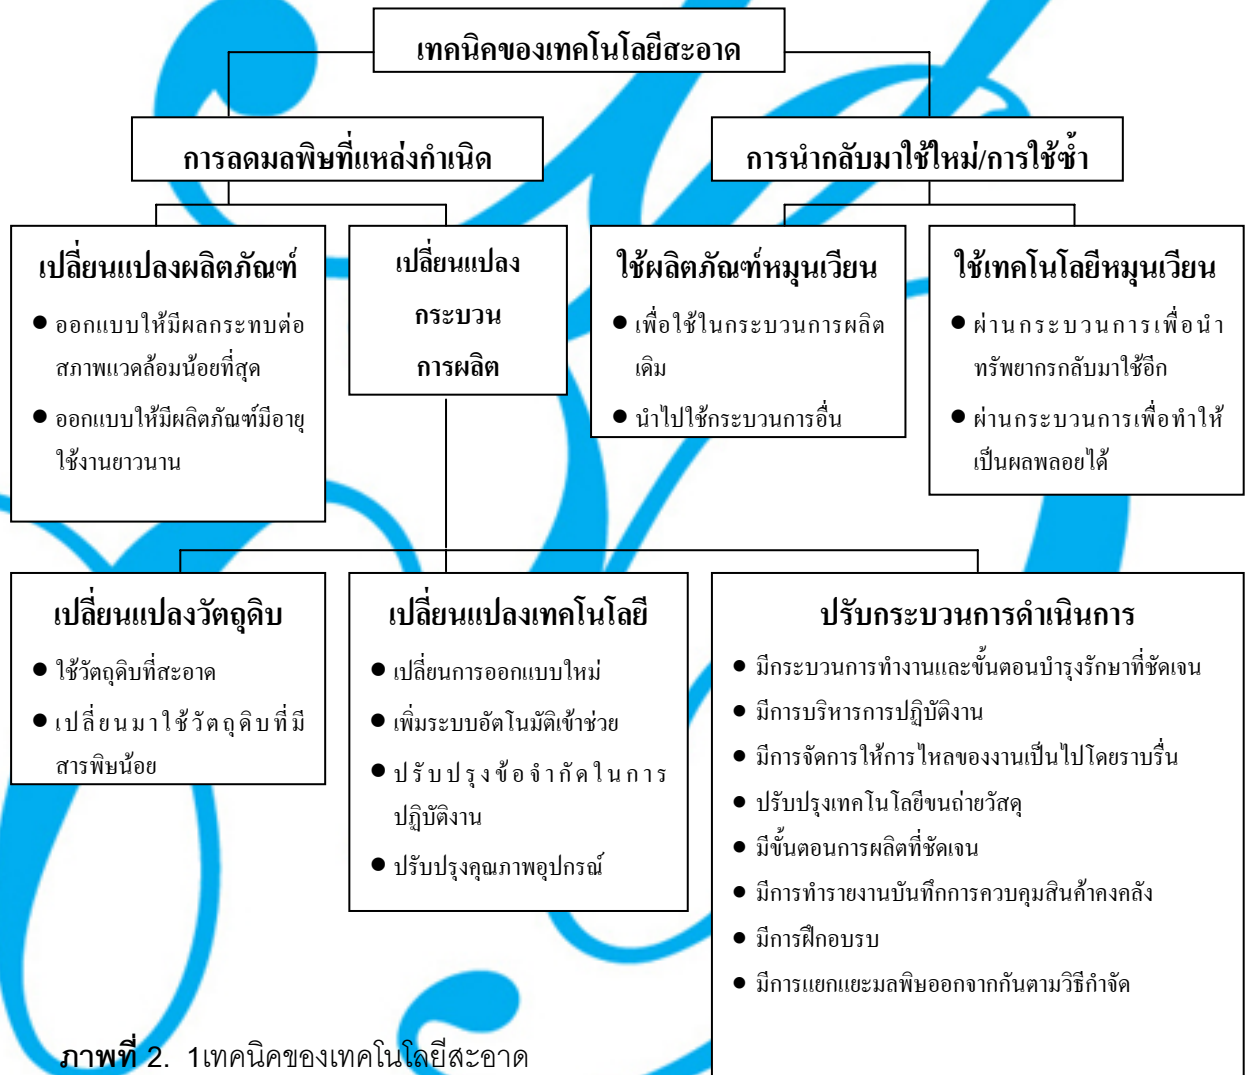 เทคนิคของเทคโนโลยีสะอาด
การลดมลพิษที่แหล่งกำเนิด
การนำกลับมาใช้ใหม่/การใช้ซ้ำ
เปลี่ยนแปลงผลิตภัณฑ์
● ออกแบบให้มีผลกระทบต่อ
สภาพแวดล้อมน้อยที่สุด
● ออกแบบให้มีผลิตภัณฑ์มีอายุ
ใช้งานยาวนาน
เปลี่ยนแปลง
กระบวน
การผลิต
ใช้ผลิตภัณฑ์หมุนเวียน
● เพื่อใช้ในกระบวนการผลิต
เดิม
● นำไปใช้กระบวนการอื่น
ใช้เทคโนโลยีหมุนเวียน
● ผ่านกระบวนการเพื่อนำ
ทรัพยากรกลับมาใช้อีก
● ผ่านกระบวนการเพื่อทำให้
เป็นผลพลอยได้
เปลี่ยนแปลงวัตถุดิบ
● ใช้วัตถุดิบที่สะอาด
● เปลี่ยนมาใช้วัตถุดิบที่มี
สารพิษน้อย
เปลี่ยนแปลงเทคโนโลยี
● เปลี่ยนการออกแบบใหม่
● เพิ่มระบบอัตโนมัติเข้าช่วย
● ปรับปรุงข้อจำกัดในการ
ปฏิบัติงาน
● ปรับปรุงคุณภาพอุปกรณ์
ปรับกระบวนการดำเนินการ
● มีกระบวนการทำงานและขั้นตอนบำรุงรักษาที่ชัดเจน
● มีการบริหารการปฏิบัติงาน
● มีการจัดการให้การไหลของงานเป็นไปโดยราบรื่น
● ปรับปรุงเทคโนโลยีขนถ่ายวัสดุ
● มีขั้นตอนการผลิตที่ชัดเจน
● มีการทำรายงานบันทึกการควบคุมสินค้าคงคลัง
● มีการฝึกอบรบ
● มีการแยกแยะมลพิษออกจากกันตามวิธีกำจัด
ภาพที่ 2. 1เทคนิคของเทคโนโลยีสะอาด